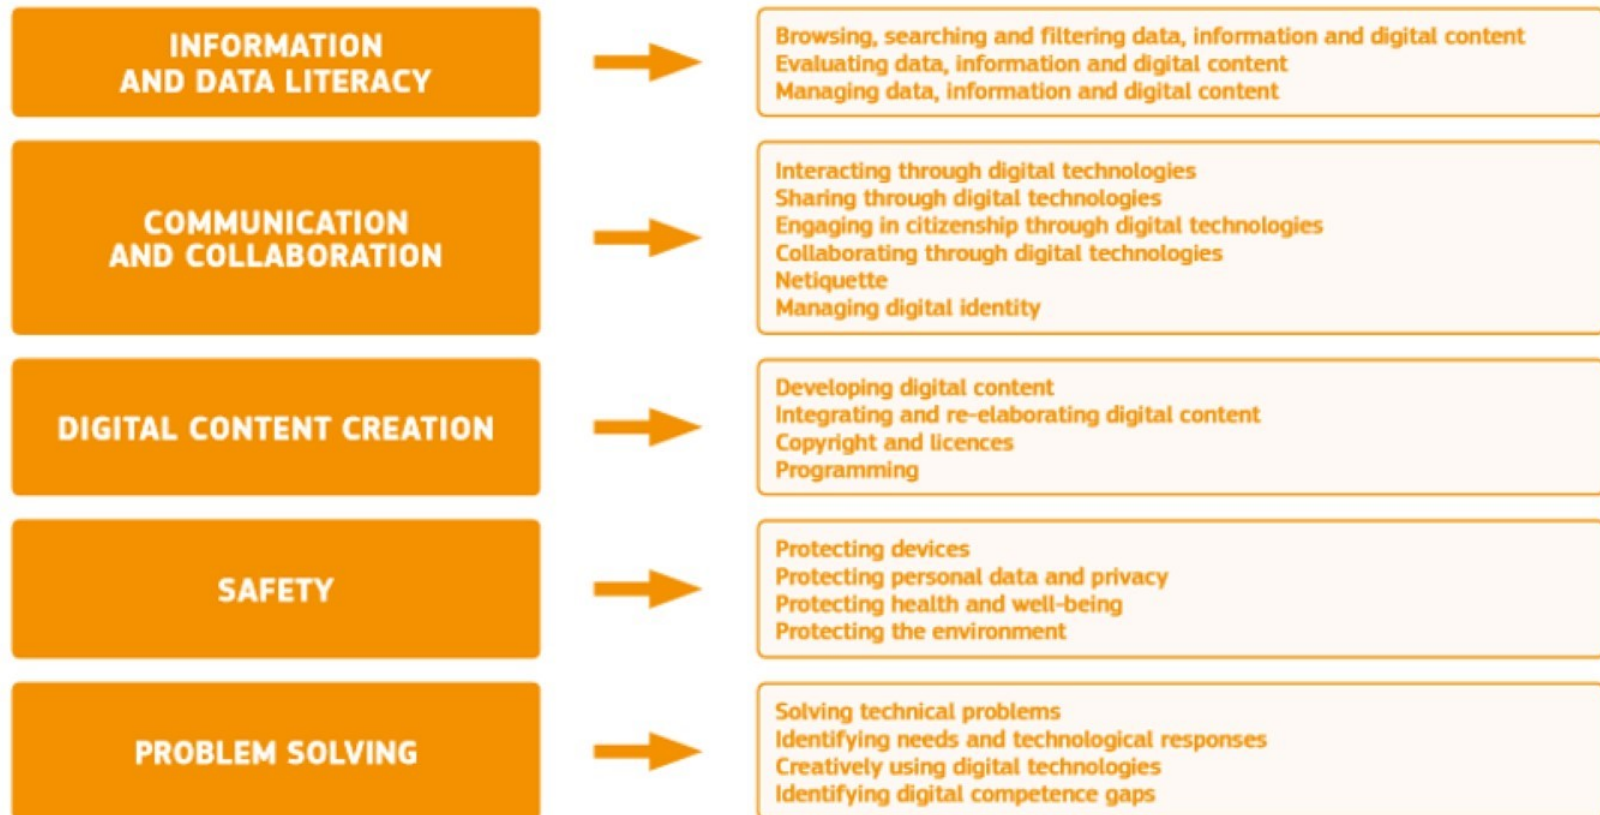 INFORMATION
AND DATA LITERACY
Browsing, searching and filtering data, information and digital content
Evaluating data, information and digital content
Managing data, information and digital content
COMMUNICATION
AND COLLABORATION
Interacting through digital technologies
Sharing through digital technologies
Engaging in citizenship through digital technologies
Collaborating through digital technologies
Netiquette
Managing digital identity
DIGITAL CONTENT CREATION
Developing digital content
Integrating and re-elaborating digital content
Copyright and licences
Programming
SAFETY
Protecting devices
Protecting personal data and privacy
Protecting health and well-being
Protecting the environment
PROBLEM SOLVING
Solving technical problems
Identifying needs and technological responses
Creatively using digital technologies
Identifying digital competence gaps